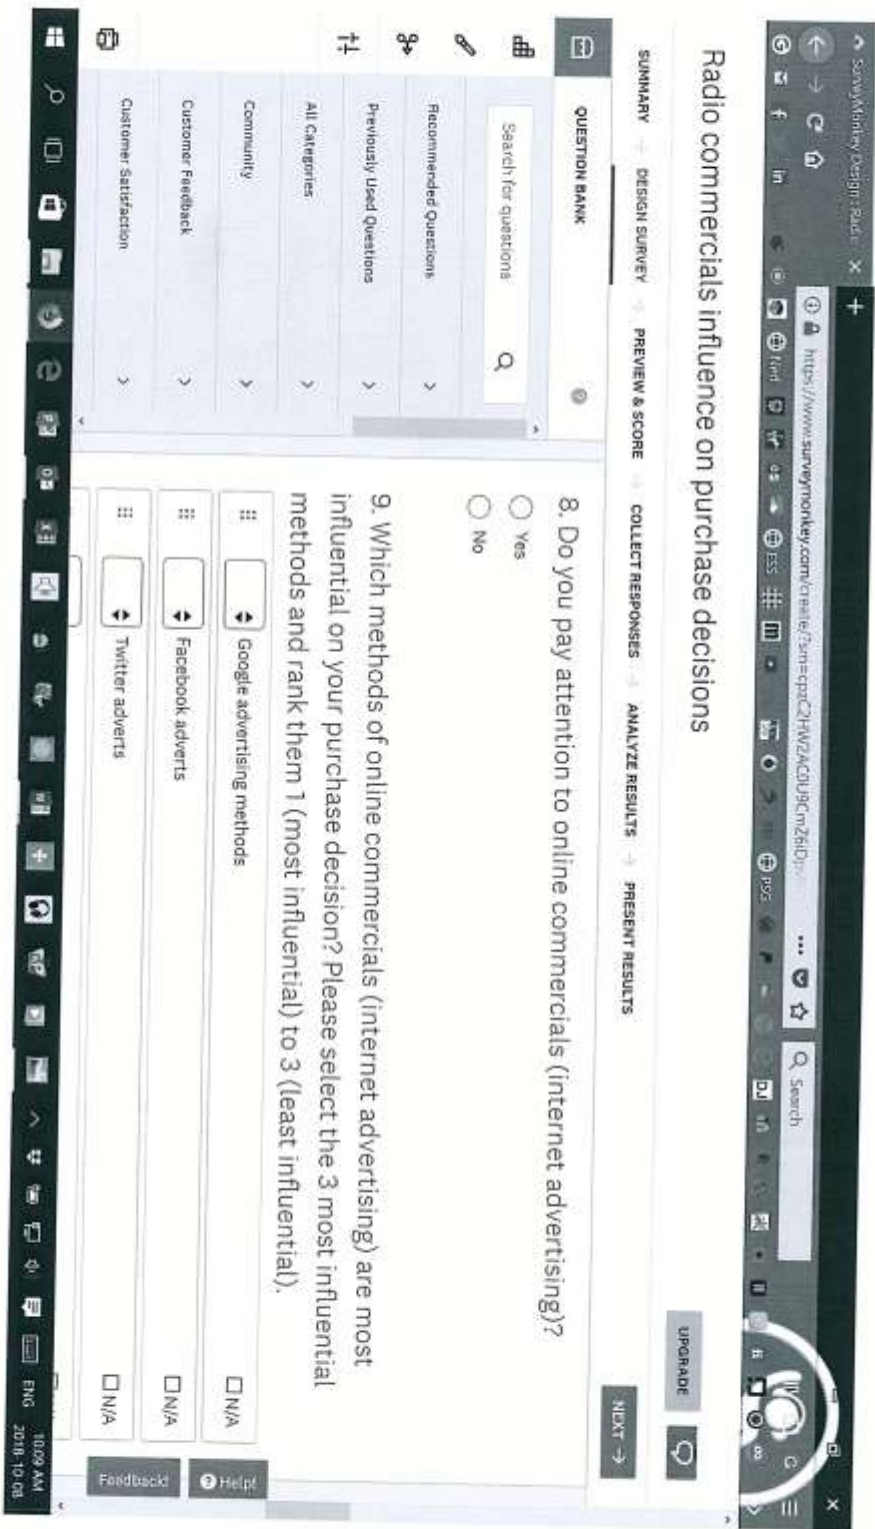 SurveyMonkey Design : Radio
https://www.surveymonkey.com/create/?sm=
Search
Ned
ESS
PSG
DJ
Radio commercials influence on purchase decisions
UPGRADE
SUMMARY → DESIGN SURVEY → PREVIEW & SCORE → COLLECT RESPONSES → ANALYZE RESULTS → PRESENT RESULTS
NEXT →
QUESTION BANK
Search for questions
Recommended Questions
Previously Used Questions
All Categories
Community
Customer Feedback
Customer Satisfaction
8. Do you pay attention to online commercials (internet advertising)?
Yes
No
9. Which methods of online commercials (internet advertising) are most
influential on your purchase decision? Please select the 3 most influential
methods and rank them 1 (most influential) to 3 (least influential).
Google advertising methods
N/A
Facebook adverts
N/A
Twitter adverts
N/A
Help!
Feedback!
ENG
10:09 AM
2018-10-08